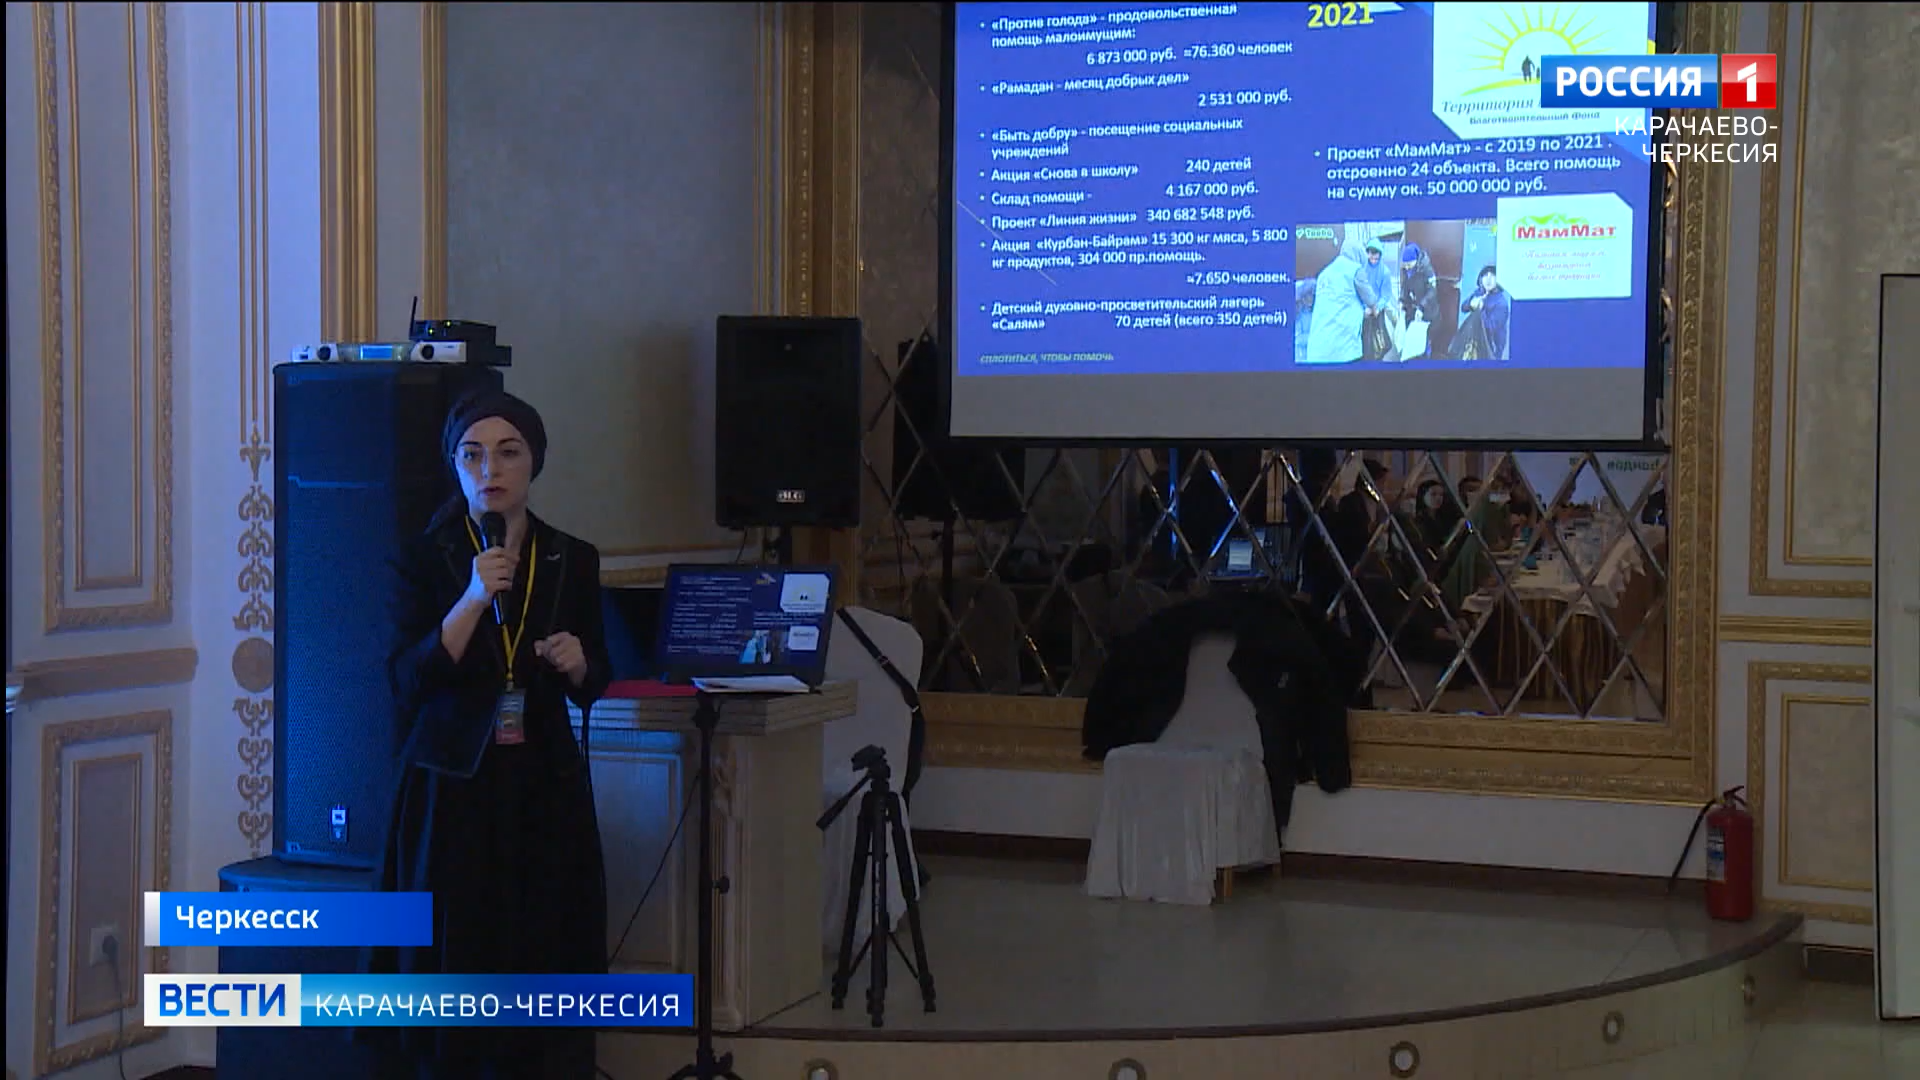 • «Против голода» - продовольственная
помощь малоимущим:
6 873 000 руб. ≈76.360 человек
• «Рамадан - месяц добрых дел»
2 531 000 руб.
• «Быть добру» - посещение социальных
учреждений
• Акция «Снова в школу» 240 детей
• Склад помощи - 4 167 000 руб.
• Проект «Линия жизни» 340 682 548 руб.
• Акция «Курбан-Байрам» 15 300 кг мяса, 5 800
кг продуктов, 304 000 пр.помощь.
≈7.650 человек.
• Детский духовно-просветительский лагерь
«Салям» 70 детей (всего 350 детей)
СПЛОТИТЬСЯ, ЧТОБЫ ПОМОЧЬ
2021
Территория
Благотворительный Фонд
• Проект «МамМат» - с 2019 по 2021 .
отсроенно 24 объекта. Всего помощь
на сумму ок. 50 000 000 руб.
МамМат
РОССИЯ 1
КАРАЧАЕВО-
ЧЕРКЕСИЯ
BLG
Черкесск
ВЕСТИ КАРАЧАЕВО-ЧЕРКЕСИЯ